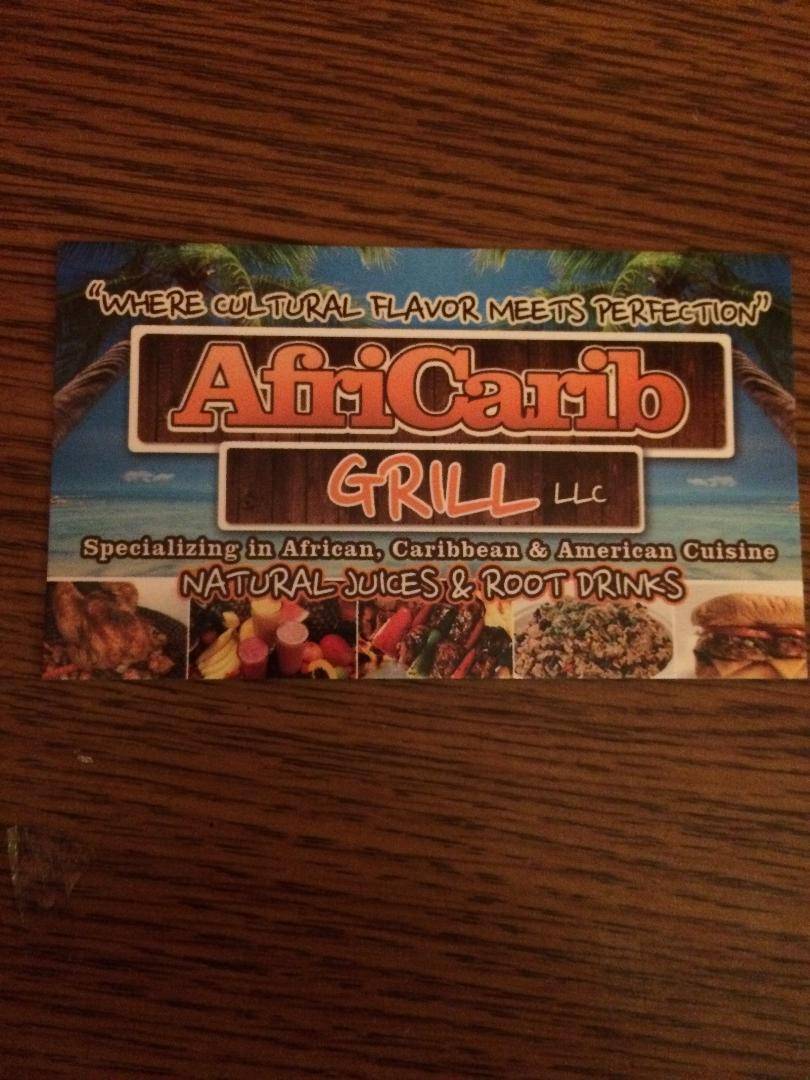 “WHERE CULTURAL FLAVOR MEETS PERFECTION”
AfriCarib
GRILL LLC
Specializing in African, Caribbean & American Cuisine
NATURAL JUICES & ROOT DRINKS